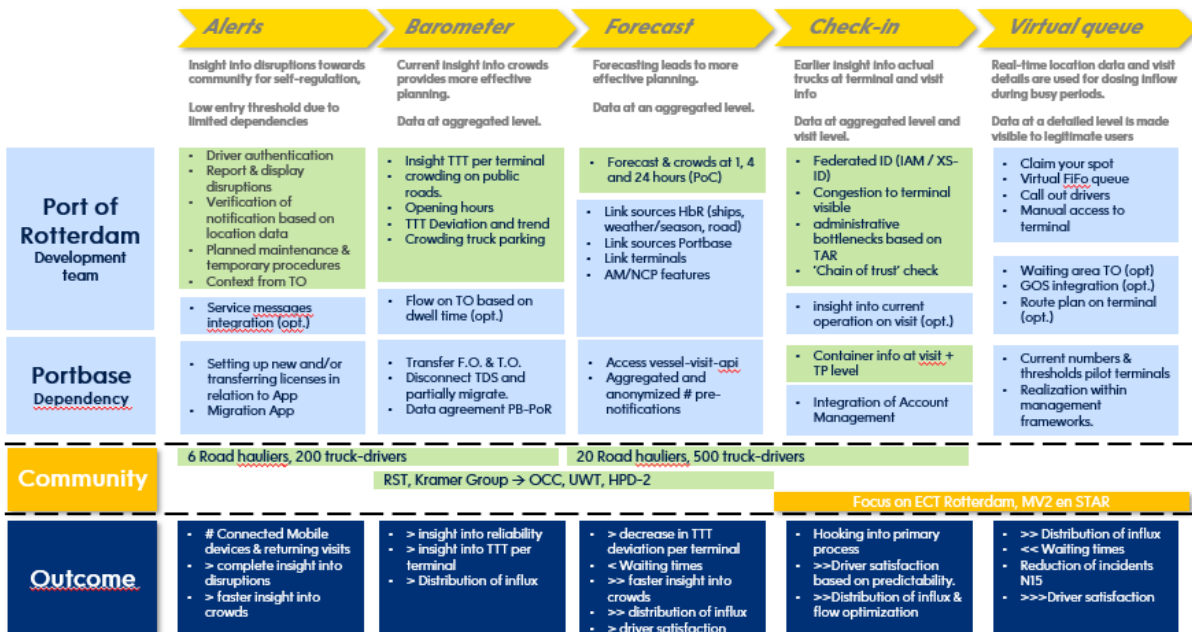 Alerts
Barometer
Forecast
Check-in
Virtual queue
Insight into disruptions towards
community for self-regulation,
Low entry threshold due to
limited dependencies
Current insight into crowds
provides more effective
planning.
Data at aggregated level.
Forecasting leads to more
effective planning.
Data at an aggregated level.
Earlier insight into actual
trucks at terminal and visit
info
Data at aggregated level and
visit level.
Real-time location data and visit
details are used for dosing inflow
during busy periods.
Data at a detailed level is made
visible to legitimate users
Port of
Rotterdam
Development
team
• Driver authentication
• Report & display
disruptions
• Verification of
notification based on
location data
• Planned maintenance &
temporary procedures
• Context from TO
• Service messages
integration (opt.)
• Insight TTT per terminal
• crowding on public
roads.
• Opening hours
• TTT Deviation and trend
• Crowding truck parking
• Flow on TO based on
dwell time (opt.)
• Forecast & crowds at 1, 4
and 24 hours (PoC)
• Link sources HbR (ships,
weather/season, road)
• Link sources Portbase
• Link terminals
• AM/NCP features
• Federated ID (IAM / XS-
ID)
• Congestion to terminal
visible
• administrative
bottlenecks based on
TAR
• 'Chain of trust' check
• insight into current
operation on visit (opt.)
• Claim your spot
• Virtual FiFo queue
• Call out drivers
• Manual access to
terminal
• Waiting area TO (opt)
• GOS integration (opt.)
• Route plan on terminal
(opt.)
Portbase
Dependency
• Setting up new and/or
transferring licenses in
relation to App
• Migration App
• Transfer F.O. & T.O.
• Disconnect TDS and
partially migrate.
• Data agreement PB-PoR
• Access vessel-visit-api
• Aggregated and
anonymized # pre-
notifications
• Container info at visit +
TP level
• Integration of Account
Management
• Current numbers &
thresholds pilot terminals
• Realization within
management
frameworks.
Community
6 Road hauliers, 200 truck-drivers
20 Road hauliers, 500 truck-drivers
RST, Kramer Group → OCC, UWT, HPD-2
Focus on ECT Rotterdam, MV2 en STAR
Outcome
• # Connected Mobile
devices & returning visits
• > complete insight into
disruptions
• > faster insight into
crowds
• > insight into reliability
• > insight into TTT per
terminal
• > Distribution of influx
• > decrease in TTT
deviation per terminal
• < Waiting times
• >> faster insight into
crowds
• >> distribution of influx
• > driver satisfaction
• Hooking into primary
process
• >>Driver satisfaction
based on predictability.
• >>Distribution of influx &
flow optimization
• >> Distribution of influx
• << Waiting times
• Reduction of incidents
N15
• >>>Driver satisfaction